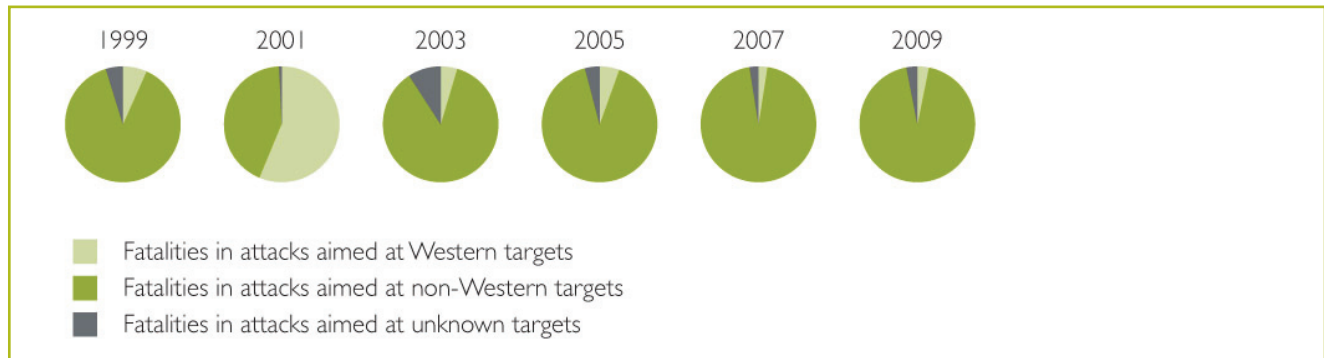 1999 2001 2003 2005 2007 2009
Fatalities in attacks aimed at Western targets
Fatalities in attacks aimed at non-Western targets
Fatalities in attacks aimed at unknown targets